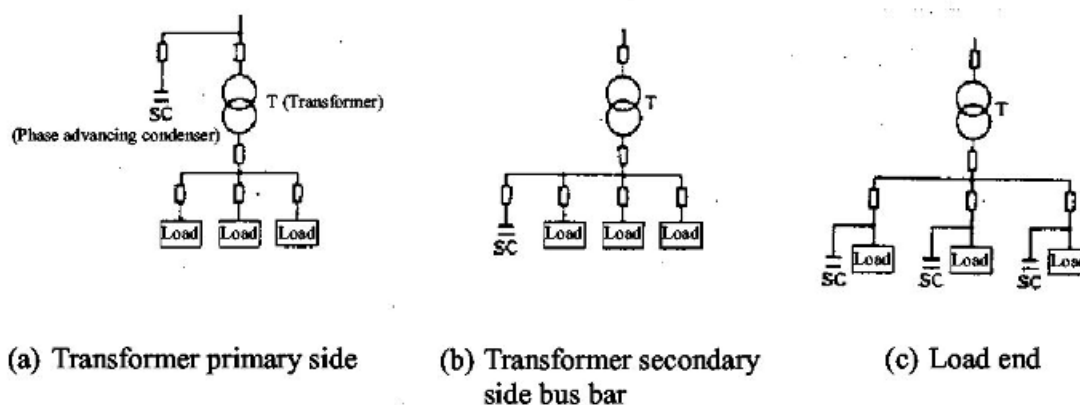 T (Transformer)
SC
(Phase advancing condenser)
Load Load Load
(a) Transformer primary side
T
Load Load Load
SC
(b) Transformer secondary
side bus bar
T
Load Load Load
SC SC SC
(c) Load end